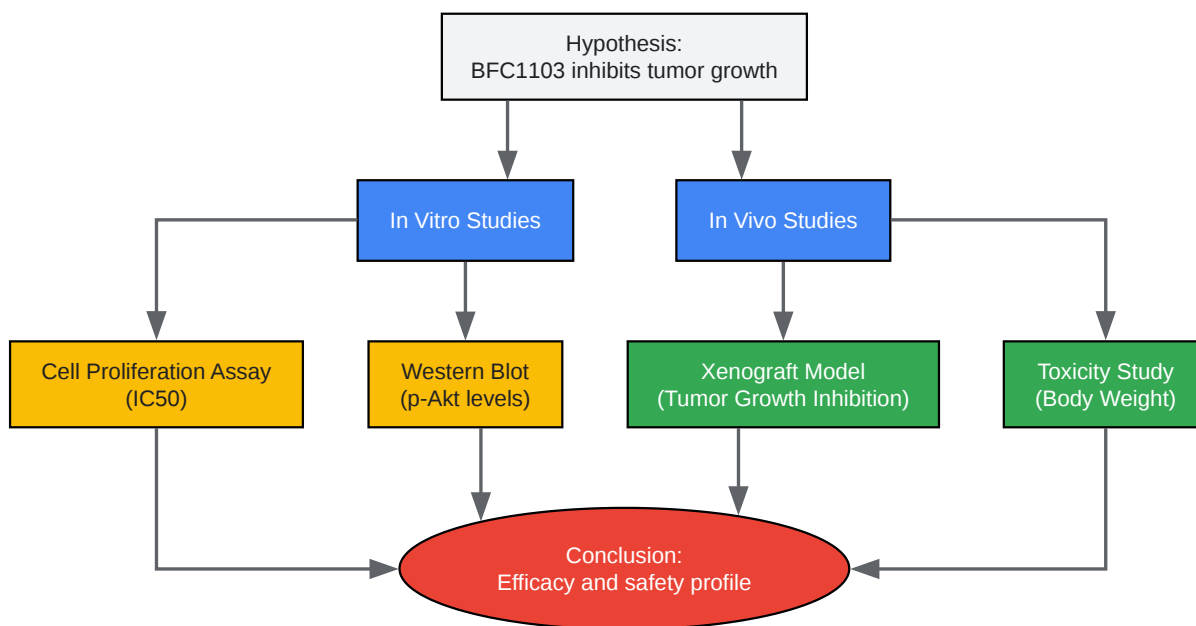 Hypothesis:
BFC1103 inhibits tumor growth
In Vitro Studies
In Vivo Studies
Cell Proliferation Assay
(IC50)
Western Blot
(p-Akt levels)
Xenograft Model
(Tumor Growth Inhibition)
Toxicity Study
(Body Weight)
Conclusion:
Efficacy and safety profile